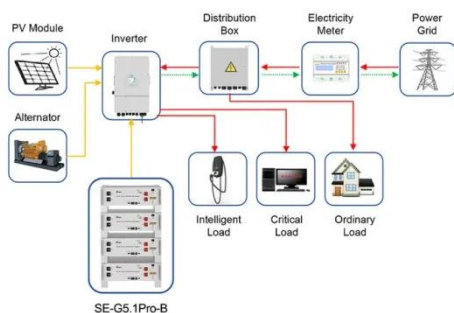 PV Module
Inverter
Distribution
Box
Electricity
Meter
Power
Grid
Alternator
Intelligent
Load
Critical
Load
Ordinary
Load
SE-G5.1Pro-B